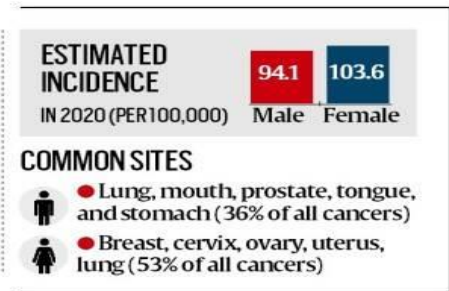 ESTIMATED
INCIDENCE
IN 2020 (PER100,000)
94.1 103.6
Male Female
COMMON SITES
Lung, mouth, prostate, tongue,
and stomach (36% of all cancers)
Breast, cervix, ovary, uterus,
lung (53% of all cancers)